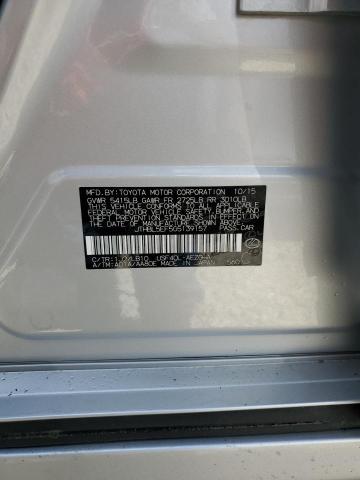 MFD.BY:TOYOTA MOTOR CORPORATION 10/15
GVWR 5415LB GAWR FR 2725LB RR 3010LB
THIS VEHICLE CONFORMS TO ALL APPLICABLE
FEDERAL MOTOR VEHICLE SAFETY, BUMPER, AND
THEFT PREVENTION STANDARDS IN EFFECT ON
THE DATE OF MANUFACTURE SHOWN ABOVE.
JTHBL5EF5G5139157 PASS.CAR
C/TR: LB10 USF40L-AEZGHA
A/TM: A01A/AA80E MADE IN JAPAN